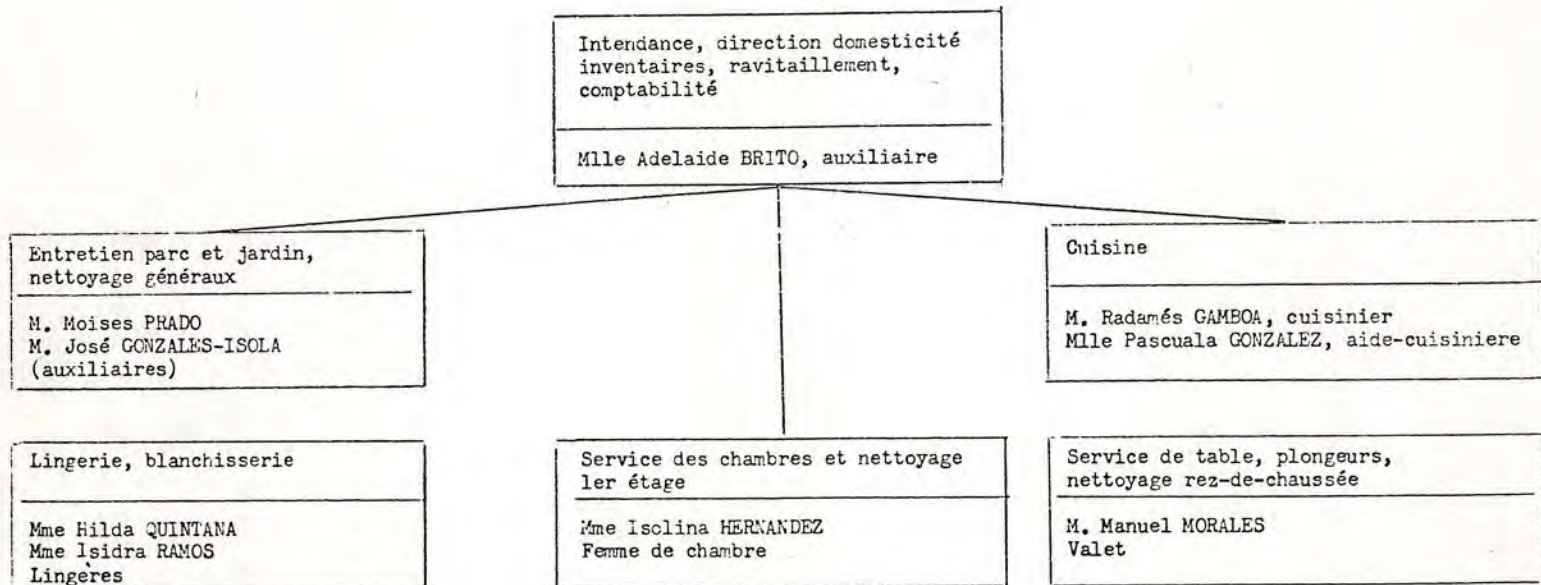 Intendance, direction domesticité
inventaires, ravitaillement,
comptabilité
Mlle Adelaide BRITO, auxiliaire
Entretien parc et jardin,
nettoyage généraux
M. Moises PRADO
M. José GONZALES-ISOLA
(auxiliaires)
Cuisine
M. Radamés GAMBOA, cuisinier
Mlle Pascuala GONZALEZ, aide-cuisiniere
Lingerie, blanchisserie
Mme Hilda QUINTANA
Mme Isidra RAMOS
Lingères
Service des chambres et nettoyage
1er étage
Mme Isolina HERNANDEZ
Femme de chambre
Service de table, plongeurs,
nettoyage rez-de-chaussée
M. Manuel MORALES
Valet